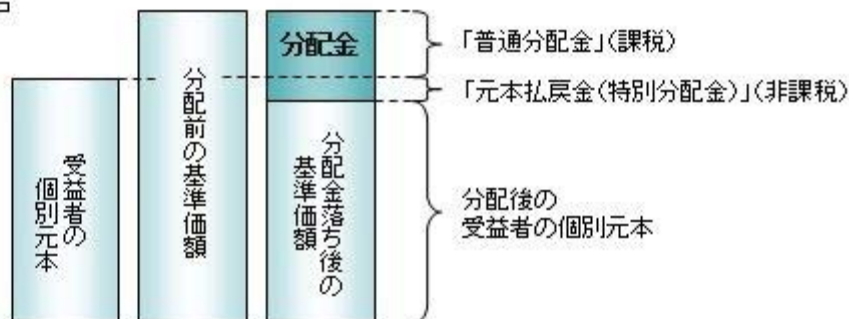 分配金
「普通分配金」(課税)
「元本払戻金(特別分配金)」(非課税)
受益者の
個別元本
分配前の基準価額
分配金落ち後の
基準価額
分配後の
受益者の個別元本